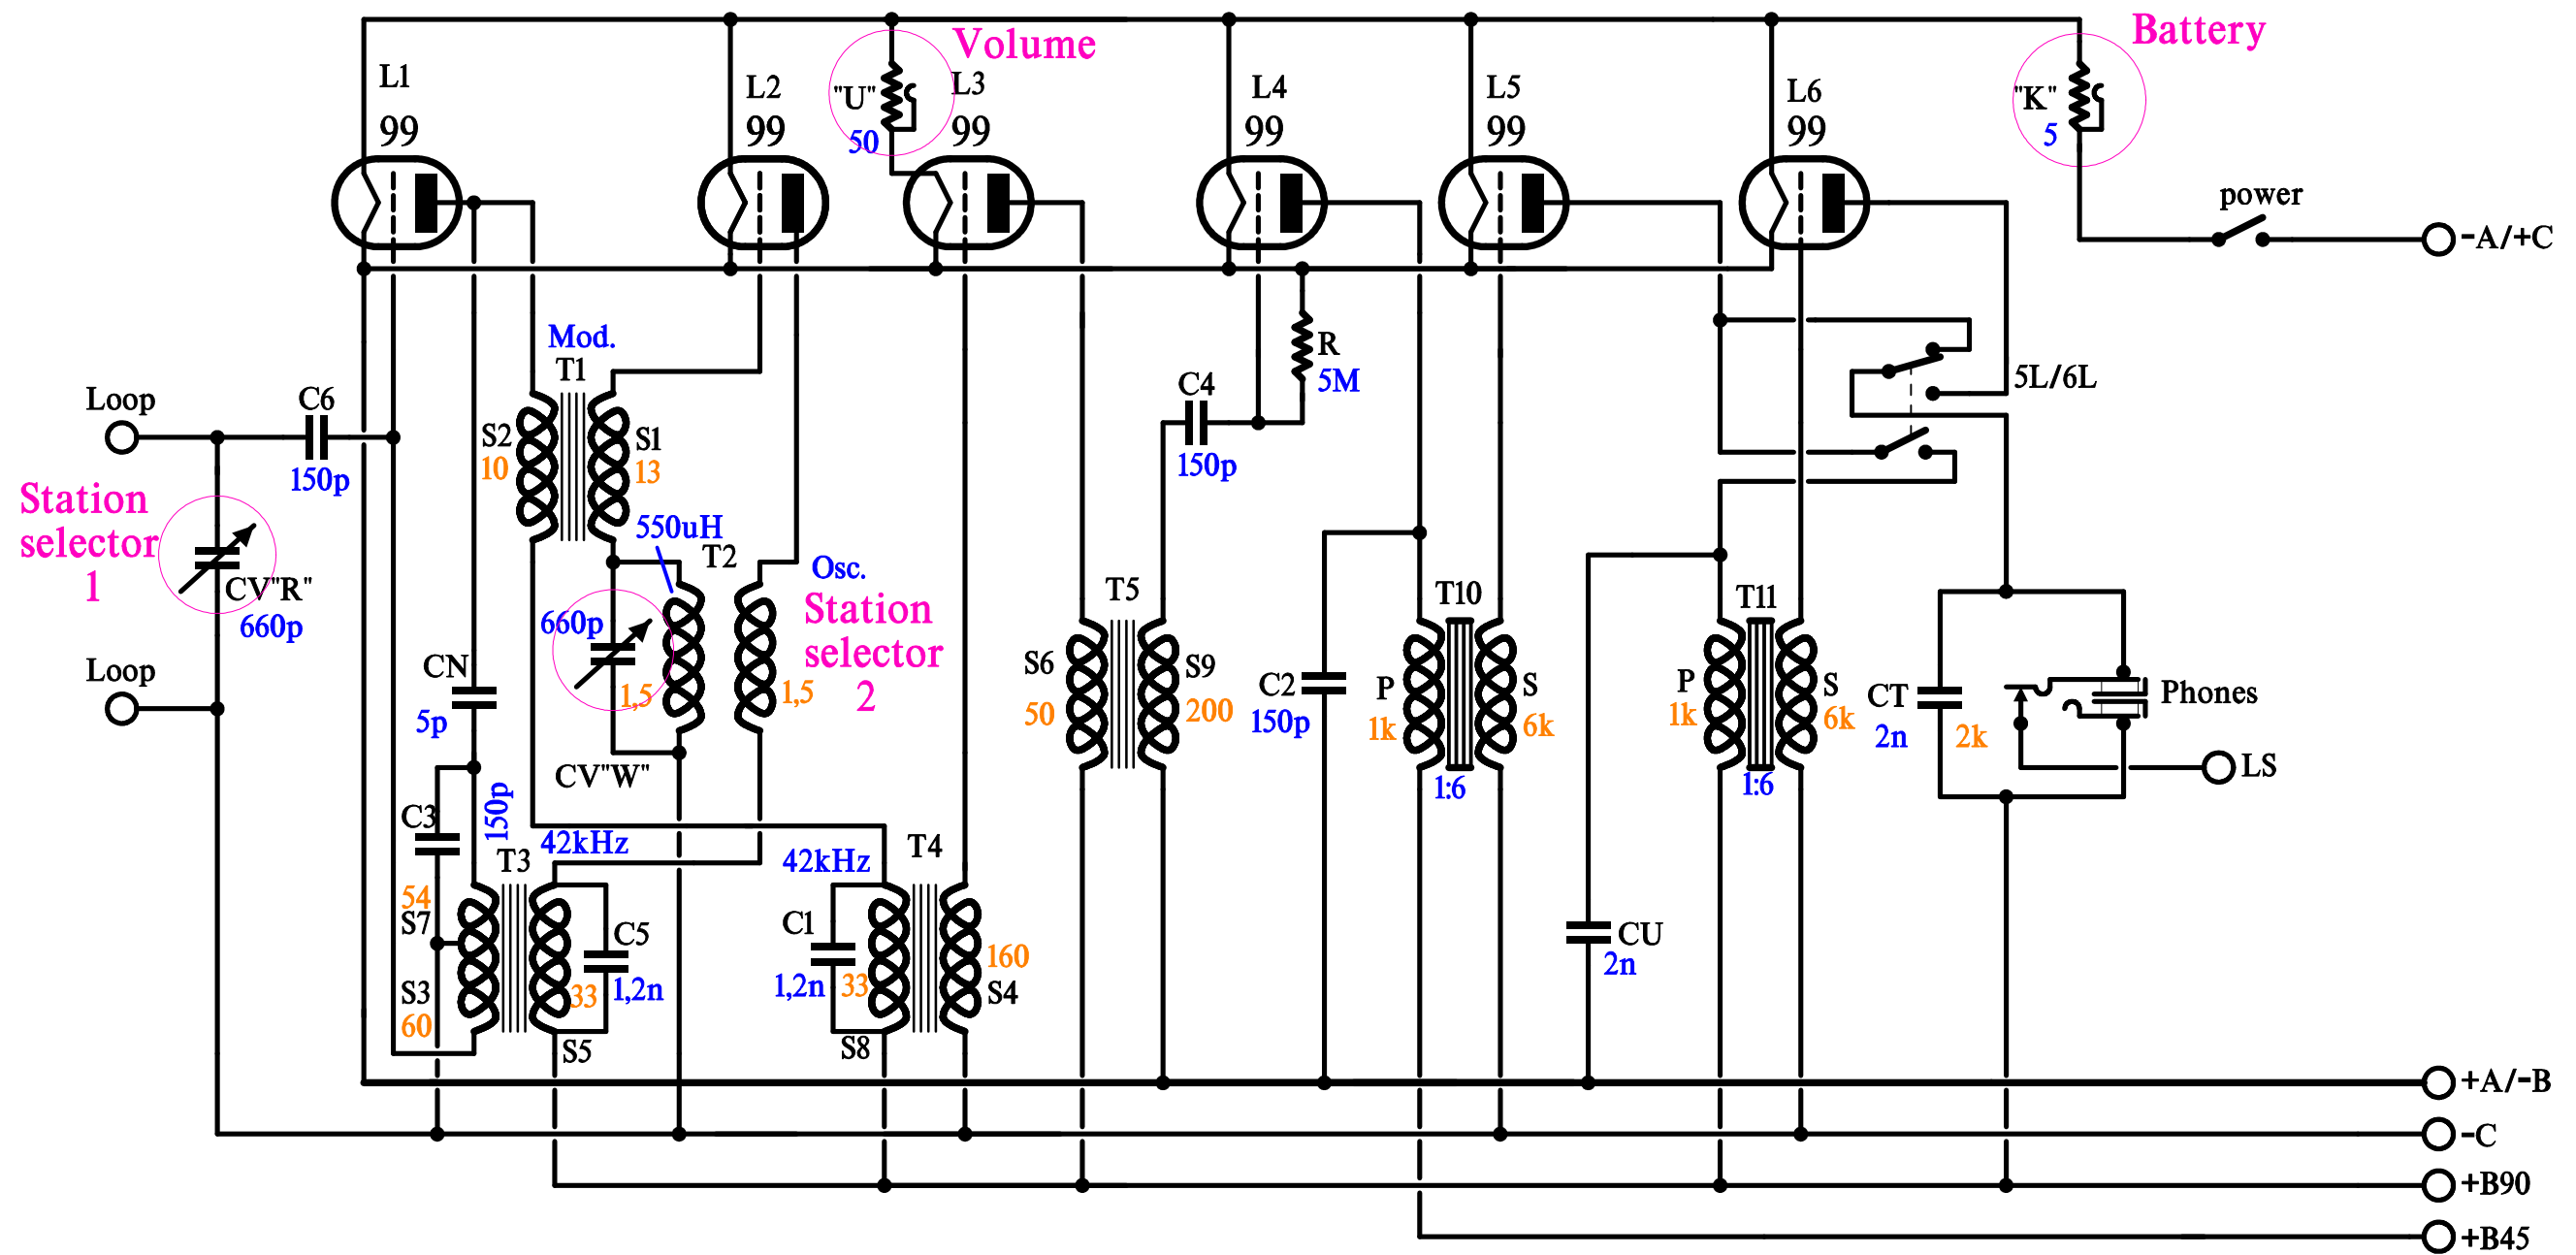 Battery
Volume
L1
99
L2
99
"U"
50
L3
99
L4
99
L5
99
L6
99
"K"
5
power
-A/+C
Mod.
T1
S2
10
S1
13
Loop
C6
150p
R
5M
C4
150p
5L/6L
Station
selector
1
CV"R"
660p
Loop
550uH
T2
660p
1,5
CV"W"
Osc.
Station
selector
2
1,5
CN
5p
C3
150p
42kHz
T3
54
S7
S3
60
33
S5
C5
1,2n
42kHz
T4
C1
1,2n
33
S8
160
S4
T5
S6
50
S9
200
C2
150p
T10
P
1k
S
6k
1:6
T11
P
1k
S
6k
1:6
CU
2n
CT
2n
2k
Phones
LS
+A/-B
-C
+B90
+B45